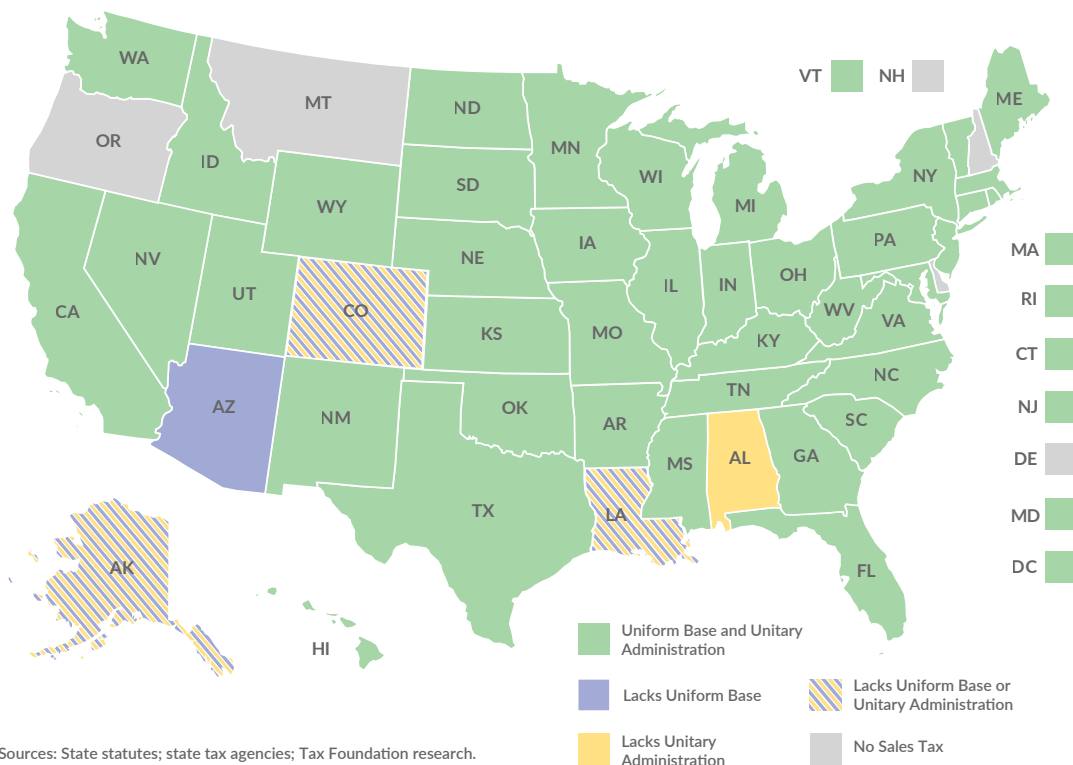 WA
VT
NH
MT
ME
ND
OR
MN
ID
WI
NY
SD
MI
WY
PA
IA
MA
NV
NE
OH
UT
IL
IN
RI
CA
CO
WV
VA
KS
MO
KY
CT
NC
TN
AZ
NM
OK
NJ
AR
SC
MS
AL
GA
DE
TX
LA
MD
AK
FL
DC
HI
Uniform Base and Unitary
Administration
Lacks Uniform Base
Lacks Uniform Base or
Unitary Administration
Lacks Unitary
Administration
No Sales Tax
Sources: State statutes; state tax agencies; Tax Foundation research.